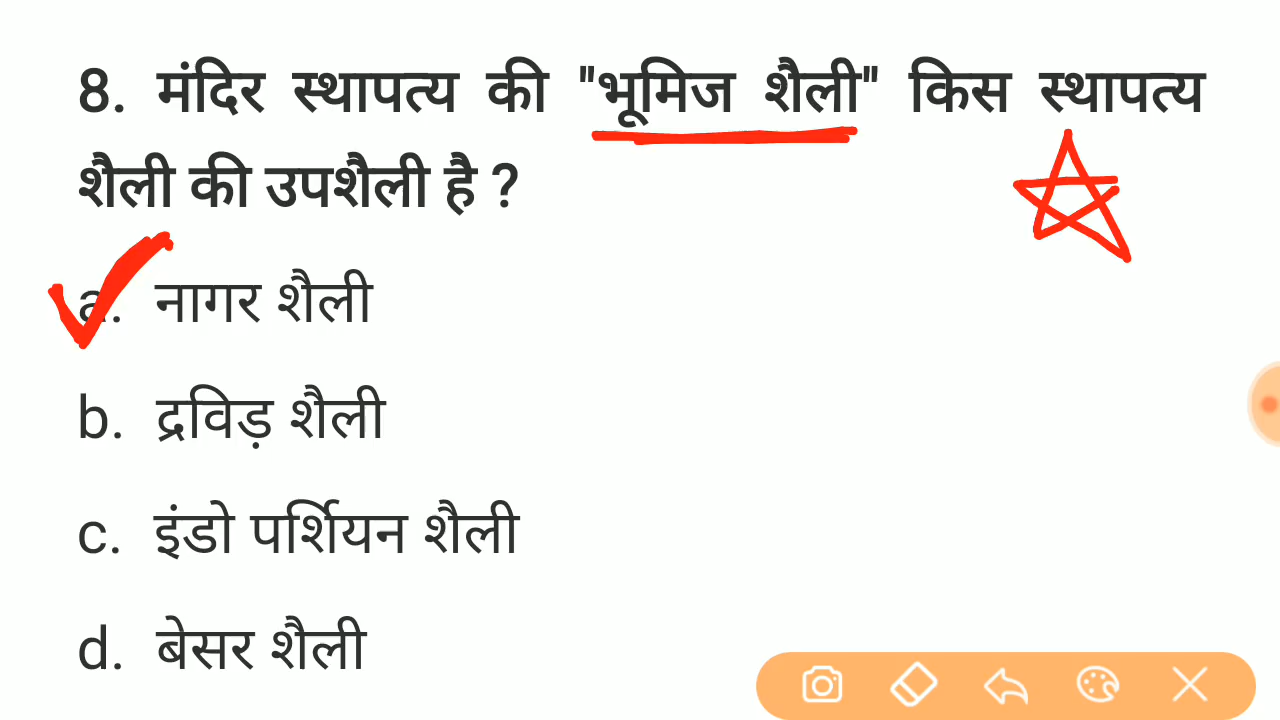 8. मंदिर स्थापत्य की "भूमिज शैली" किस स्थापत्य
शैली की उपशैली है ?
a. नागर शैली
b. द्रविड़ शैली
c. इंडो पर्शियन शैली
d. बेसर शैली